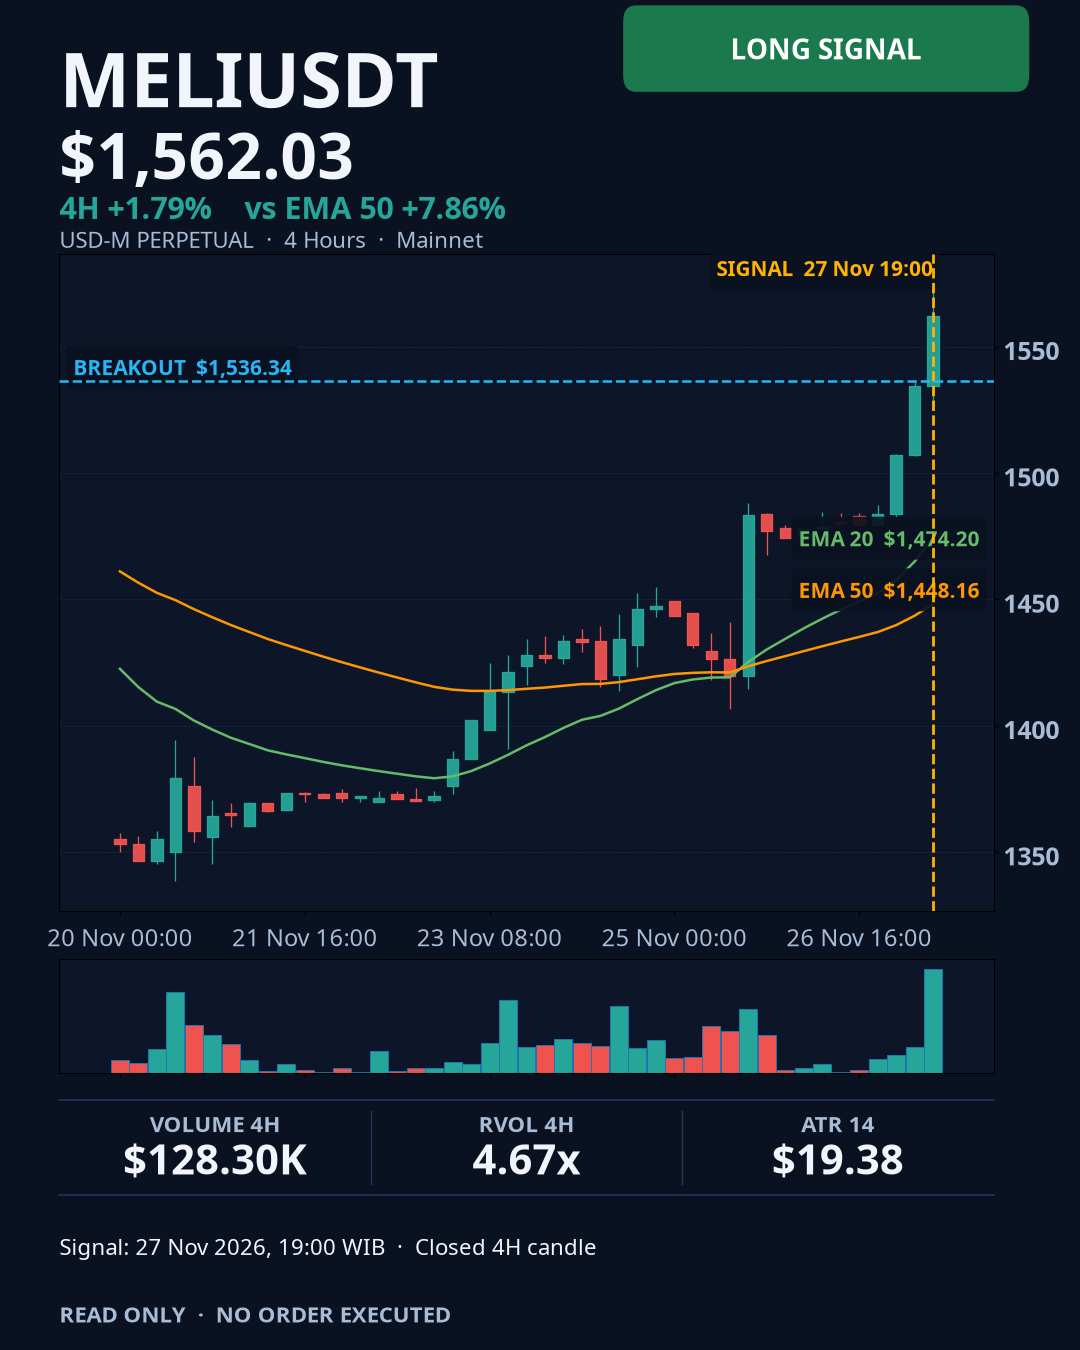 LONG SIGNAL
MELIUSDT
$1,562.03
4H +1.79% vs EMA 50 +7.86%
USD-M PERPETUAL · 4 Hours · Mainnet
SIGNAL 27 Nov 19:00
BREAKOUT $1,536.34
EMA 20 $1,474.20
EMA 50 $1,448.16
1550
1500
1450
1400
1350
20 Nov 00:00 21 Nov 16:00 23 Nov 08:00 25 Nov 00:00 26 Nov 16:00
VOLUME 4H RVOL 4H ATR 14
$128.30K 4.67x $19.38
Signal: 27 Nov 2026, 19:00 WIB · Closed 4H candle
READ ONLY · NO ORDER EXECUTED